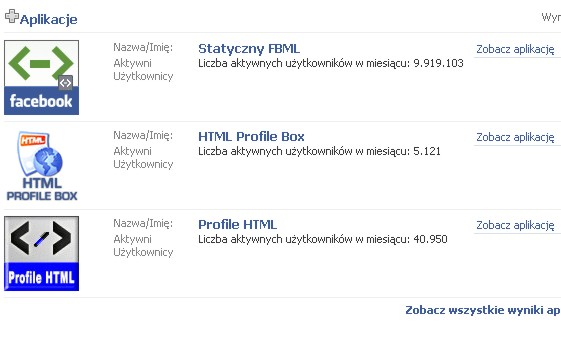 Aplikacje
Wyr
facebook
Nazwa/Imię: Statyczny FBML
Zobacz aplikację
Aktywni Liczba aktywnych użytkowników w miesiącu: 9.919.103
Użytkownicy
HTML
HTML
PROFILE BOX
Nazwa/Imię: HTML Profile Box
Zobacz aplikację
Aktywni Liczba aktywnych użytkowników w miesiącu: 5.121
Użytkownicy
Profile HTML
Nazwa/Imię: Profile HTML
Zobacz aplikację
Aktywni Liczba aktywnych użytkowników w miesiącu: 40.950
Użytkownicy
Zobacz wszystkie wyniki ap